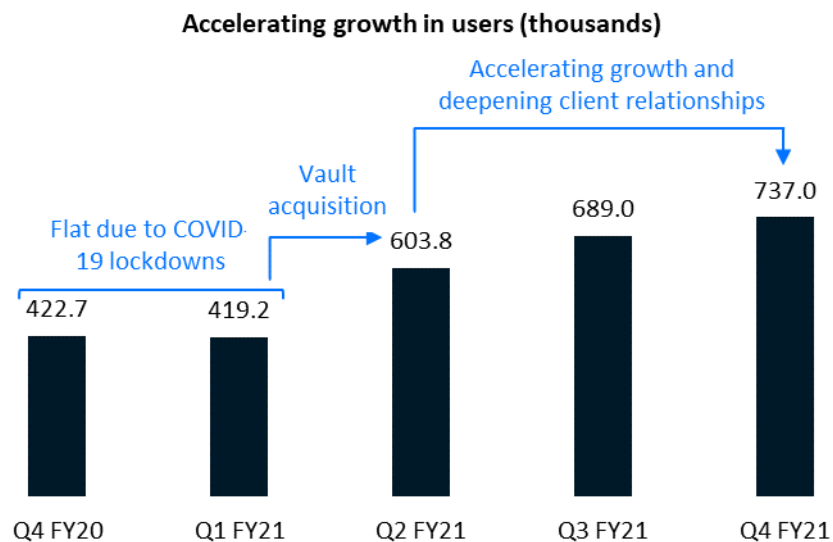 Accelerating growth in users (thousands)
Accelerating growth and
deepening client relationships
Vault
acquisition
Flat due to COVID-
19 lockdowns
422.7
419.2
603.8
689.0
737.0
Q4 FY20
Q1 FY21
Q2 FY21
Q3 FY21
Q4 FY21